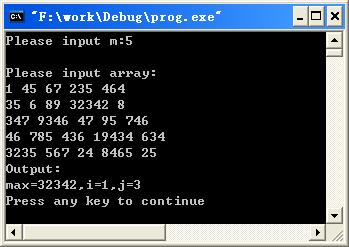 "F:\work\Debug\prog.exe"
Please input m:5
Please input array:
1 45 67 235 464
35 6 89 32342 8
347 9346 47 95 746
46 785 436 19434 634
3235 567 24 8465 25
Output:
max=32342,i=1,j=3
Press any key to continue